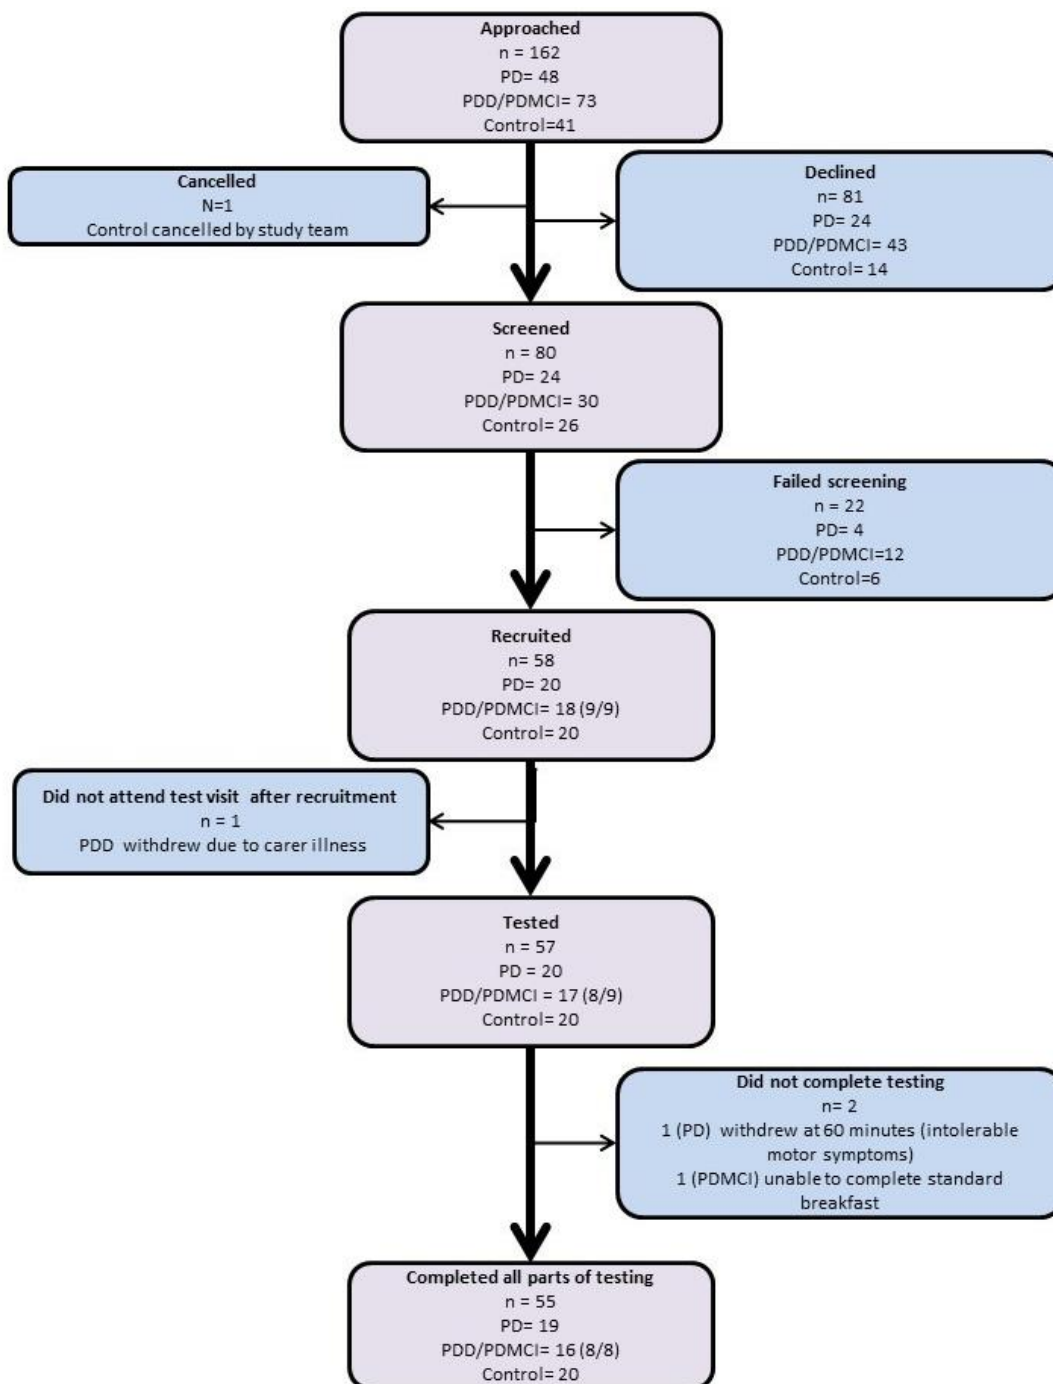 Approached
n = 162
PD= 48
PDD/PDMCI= 73
Control=41
Cancelled
N=1
Control cancelled by study team
Declined
n= 81
PD= 24
PDD/PDMCI= 43
Control= 14
Screened
n = 80
PD= 24
PDD/PDMCI= 30
Control= 26
Failed screening
n = 22
PD= 4
PDD/PDMCI=12
Control=6
Recruited
n= 58
PD= 20
PDD/PDMCI= 18 (9/9)
Control= 20
Did not attend test visit after recruitment
n = 1
PDD withdrew due to carer illness
Tested
n = 57
PD = 20
PDD/PDMCI = 17 (8/9)
Control= 20
Did not complete testing
n= 2
1 (PD) withdrew at 60 minutes (intolerable
motor symptoms)
1 (PDMCI) unable to complete standard
breakfast
Completed all parts of testing
n = 55
PD= 19
PDD/PDMCI= 16 (8/8)
Control= 20